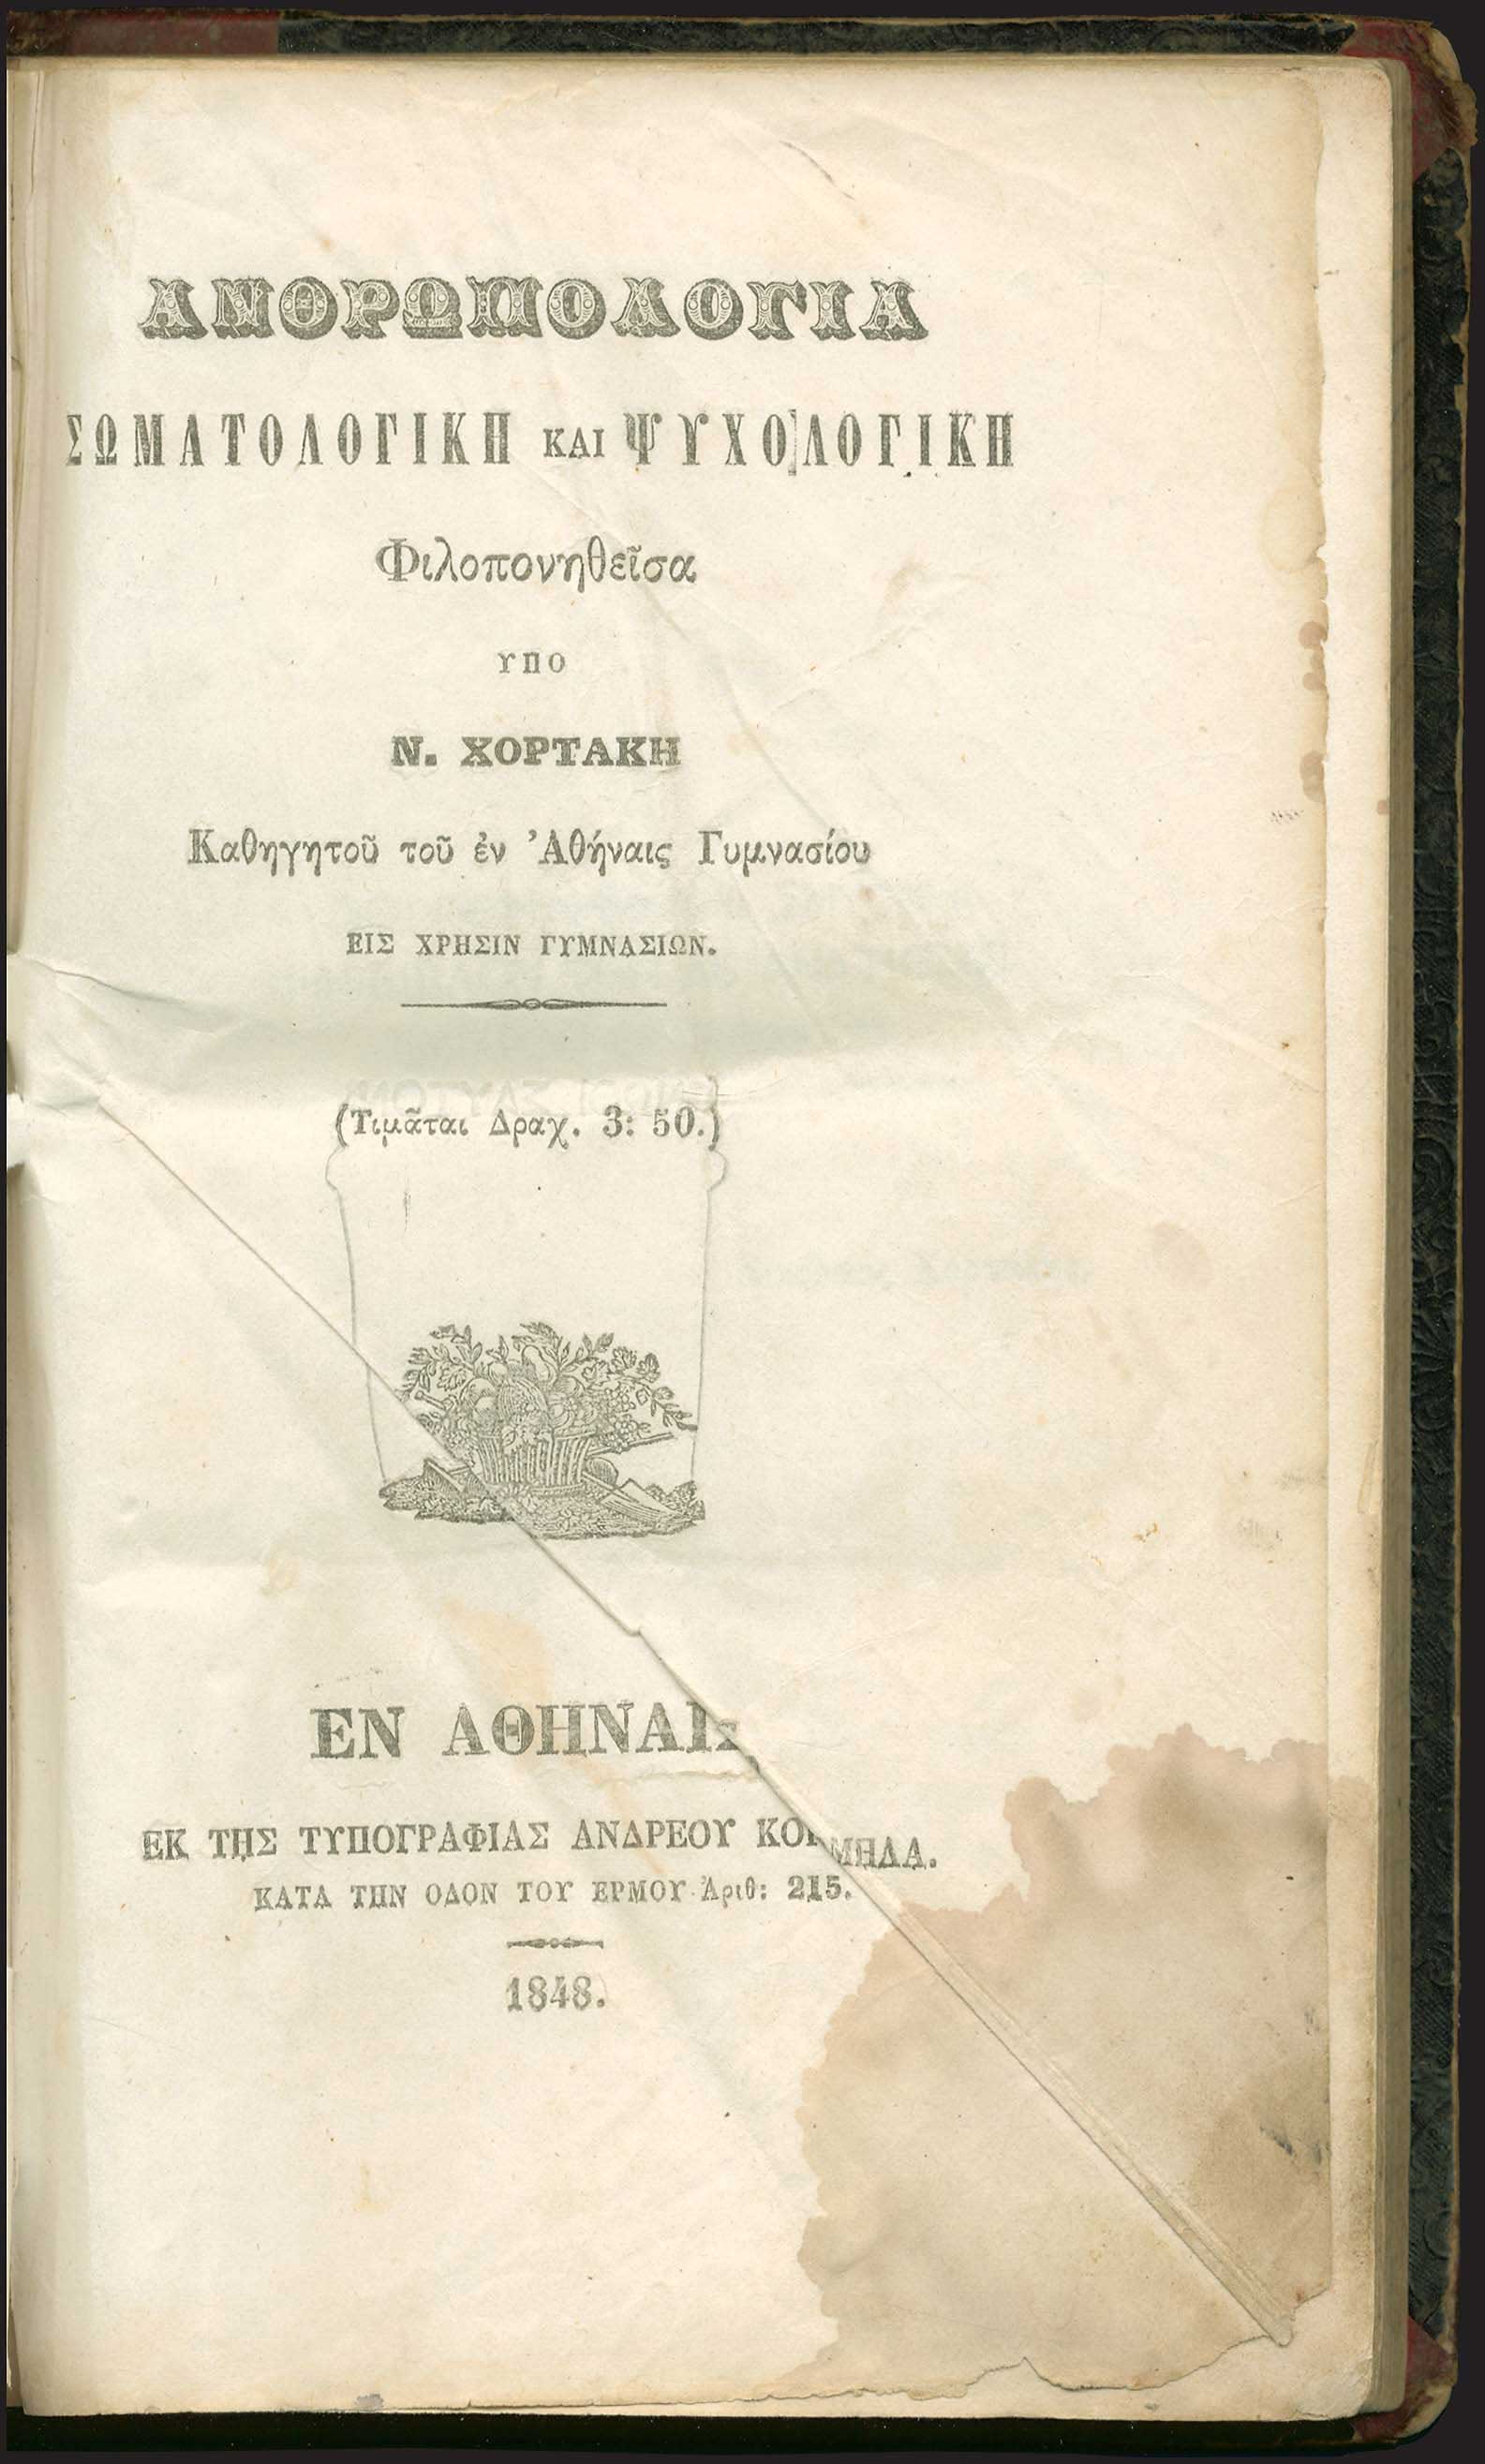 ΑΝΘΡΩΠΟΛΟΓΙΑ
ΣΩΜΑΤΟΛΟΓΙΚΗ ΚΑΙ ΨΥΧΟΛΟΓΙΚΗ
Φιλοπονηθεῖσα
ΥΠΟ
Ν. ΧΟΡΤΑΚΗ
Καθηγητοῦ τοῦ ἐν Ἀθήναις Γυμνασίου
ΕΙΣ ΧΡΗΣΙΝ ΓΥΜΝΑΣΙΩΝ.
(Τιμᾶται Δραχ. 3: 50.)
ΕΝ ΑΘΗΝΑΙΣ
ΕΚ ΤΗΣ ΤΥΠΟΓΡΑΦΙΑΣ ΑΝΔΡΕΟΥ ΚΟΡΟΜΗΛΑ.
ΚΑΤΑ ΤΗΝ ΟΔΟΝ ΤΟΥ ΕΡΜΟΥ Ἀριθ: 215.
1848.